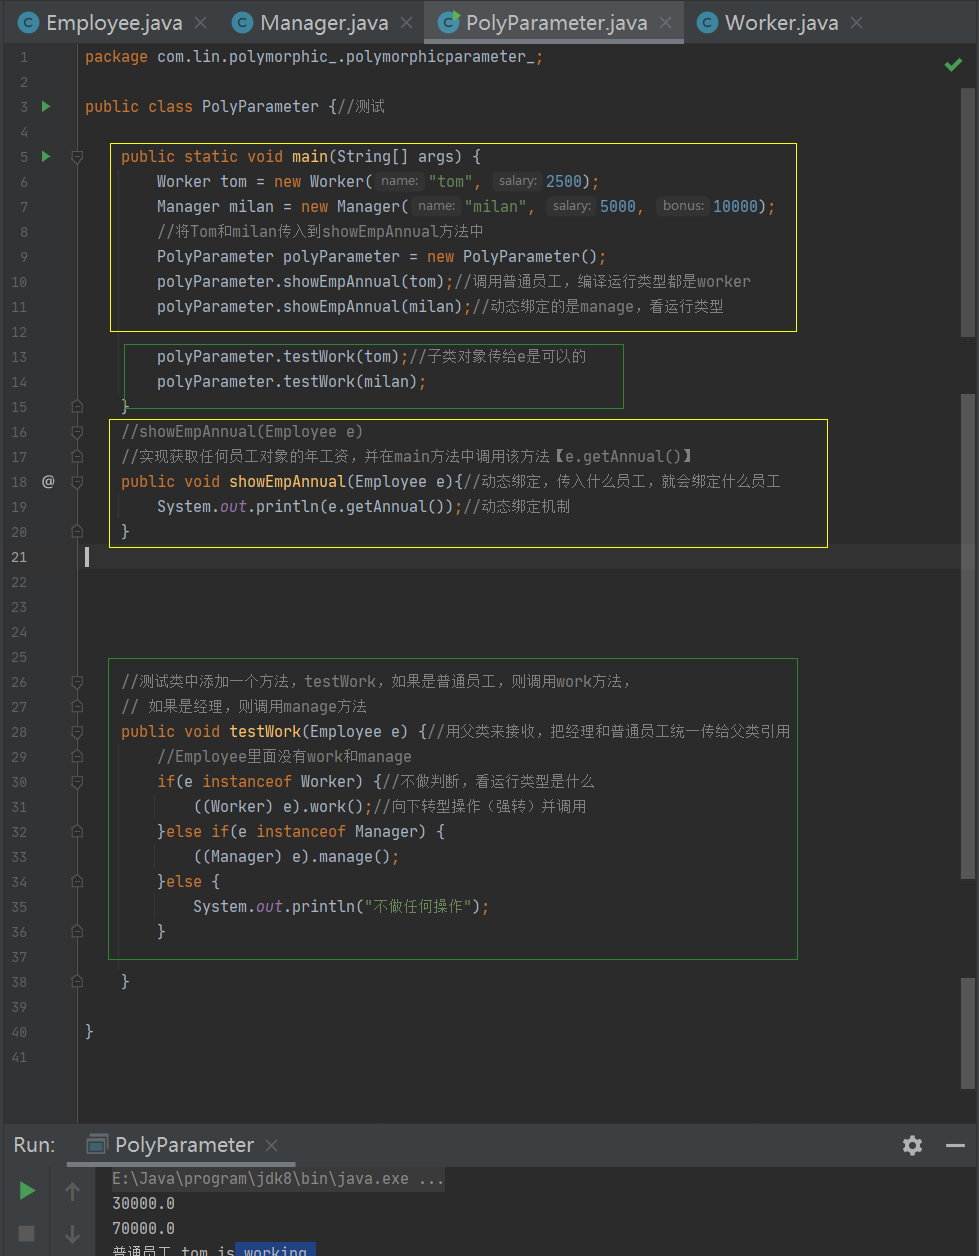 Employee.java Manager.java PolyParameter.java Worker.java
1 package com.lin.polymorphic_.polymorphicparameter_;
2
3 public class PolyParameter {//测试
4
5 public static void main(String[] args) {
6 Worker tom = new Worker( name: "tom", salary: 2500);
7 Manager milan = new Manager( name: "milan", salary: 5000, bonus: 10000);
8 //将Tom和milan传入到showEmpAnnual方法中
9 PolyParameter polyParameter = new PolyParameter();
10 polyParameter.showEmpAnnual(tom);//调用普通员工，编译运行类型都是worker
11 polyParameter.showEmpAnnual(milan);//动态绑定的是manage，看运行类型
12
13 polyParameter.testWork(tom);//子类对象传给e是可以的
14 polyParameter.testWork(milan);
15 }
16 //showEmpAnnual(Employee e)
17 //实现获取任何员工对象的年工资，并在main方法中调用该方法【e.getAnnual()】
18 @ public void showEmpAnnual(Employee e){//动态绑定，传入什么员工，就会绑定什么员工
19 System.out.println(e.getAnnual());//动态绑定机制
20 }
21
22
23
24
25
26 //测试类中添加一个方法，testWork，如果是普通员工，则调用work方法，
27 // 如果是经理，则调用manage方法
28 public void testWork(Employee e) {//用父类来接收，把经理和普通员工统一传给父类引用
29 //Employee里面没有work和manage
30 if(e instanceof Worker) {//不做判断，看运行类型是什么
31 ((Worker) e).work();//向下转型操作（强转）并调用
32 }else if(e instanceof Manager) {
33 ((Manager) e).manage();
34 }else {
35 System.out.println("不做任何操作");
36 }
37
38 }
39
40 }
41
Run: PolyParameter
E:\Java\program\jdk8\bin\java.exe ...
30000.0
70000.0
普通员工 tom is working